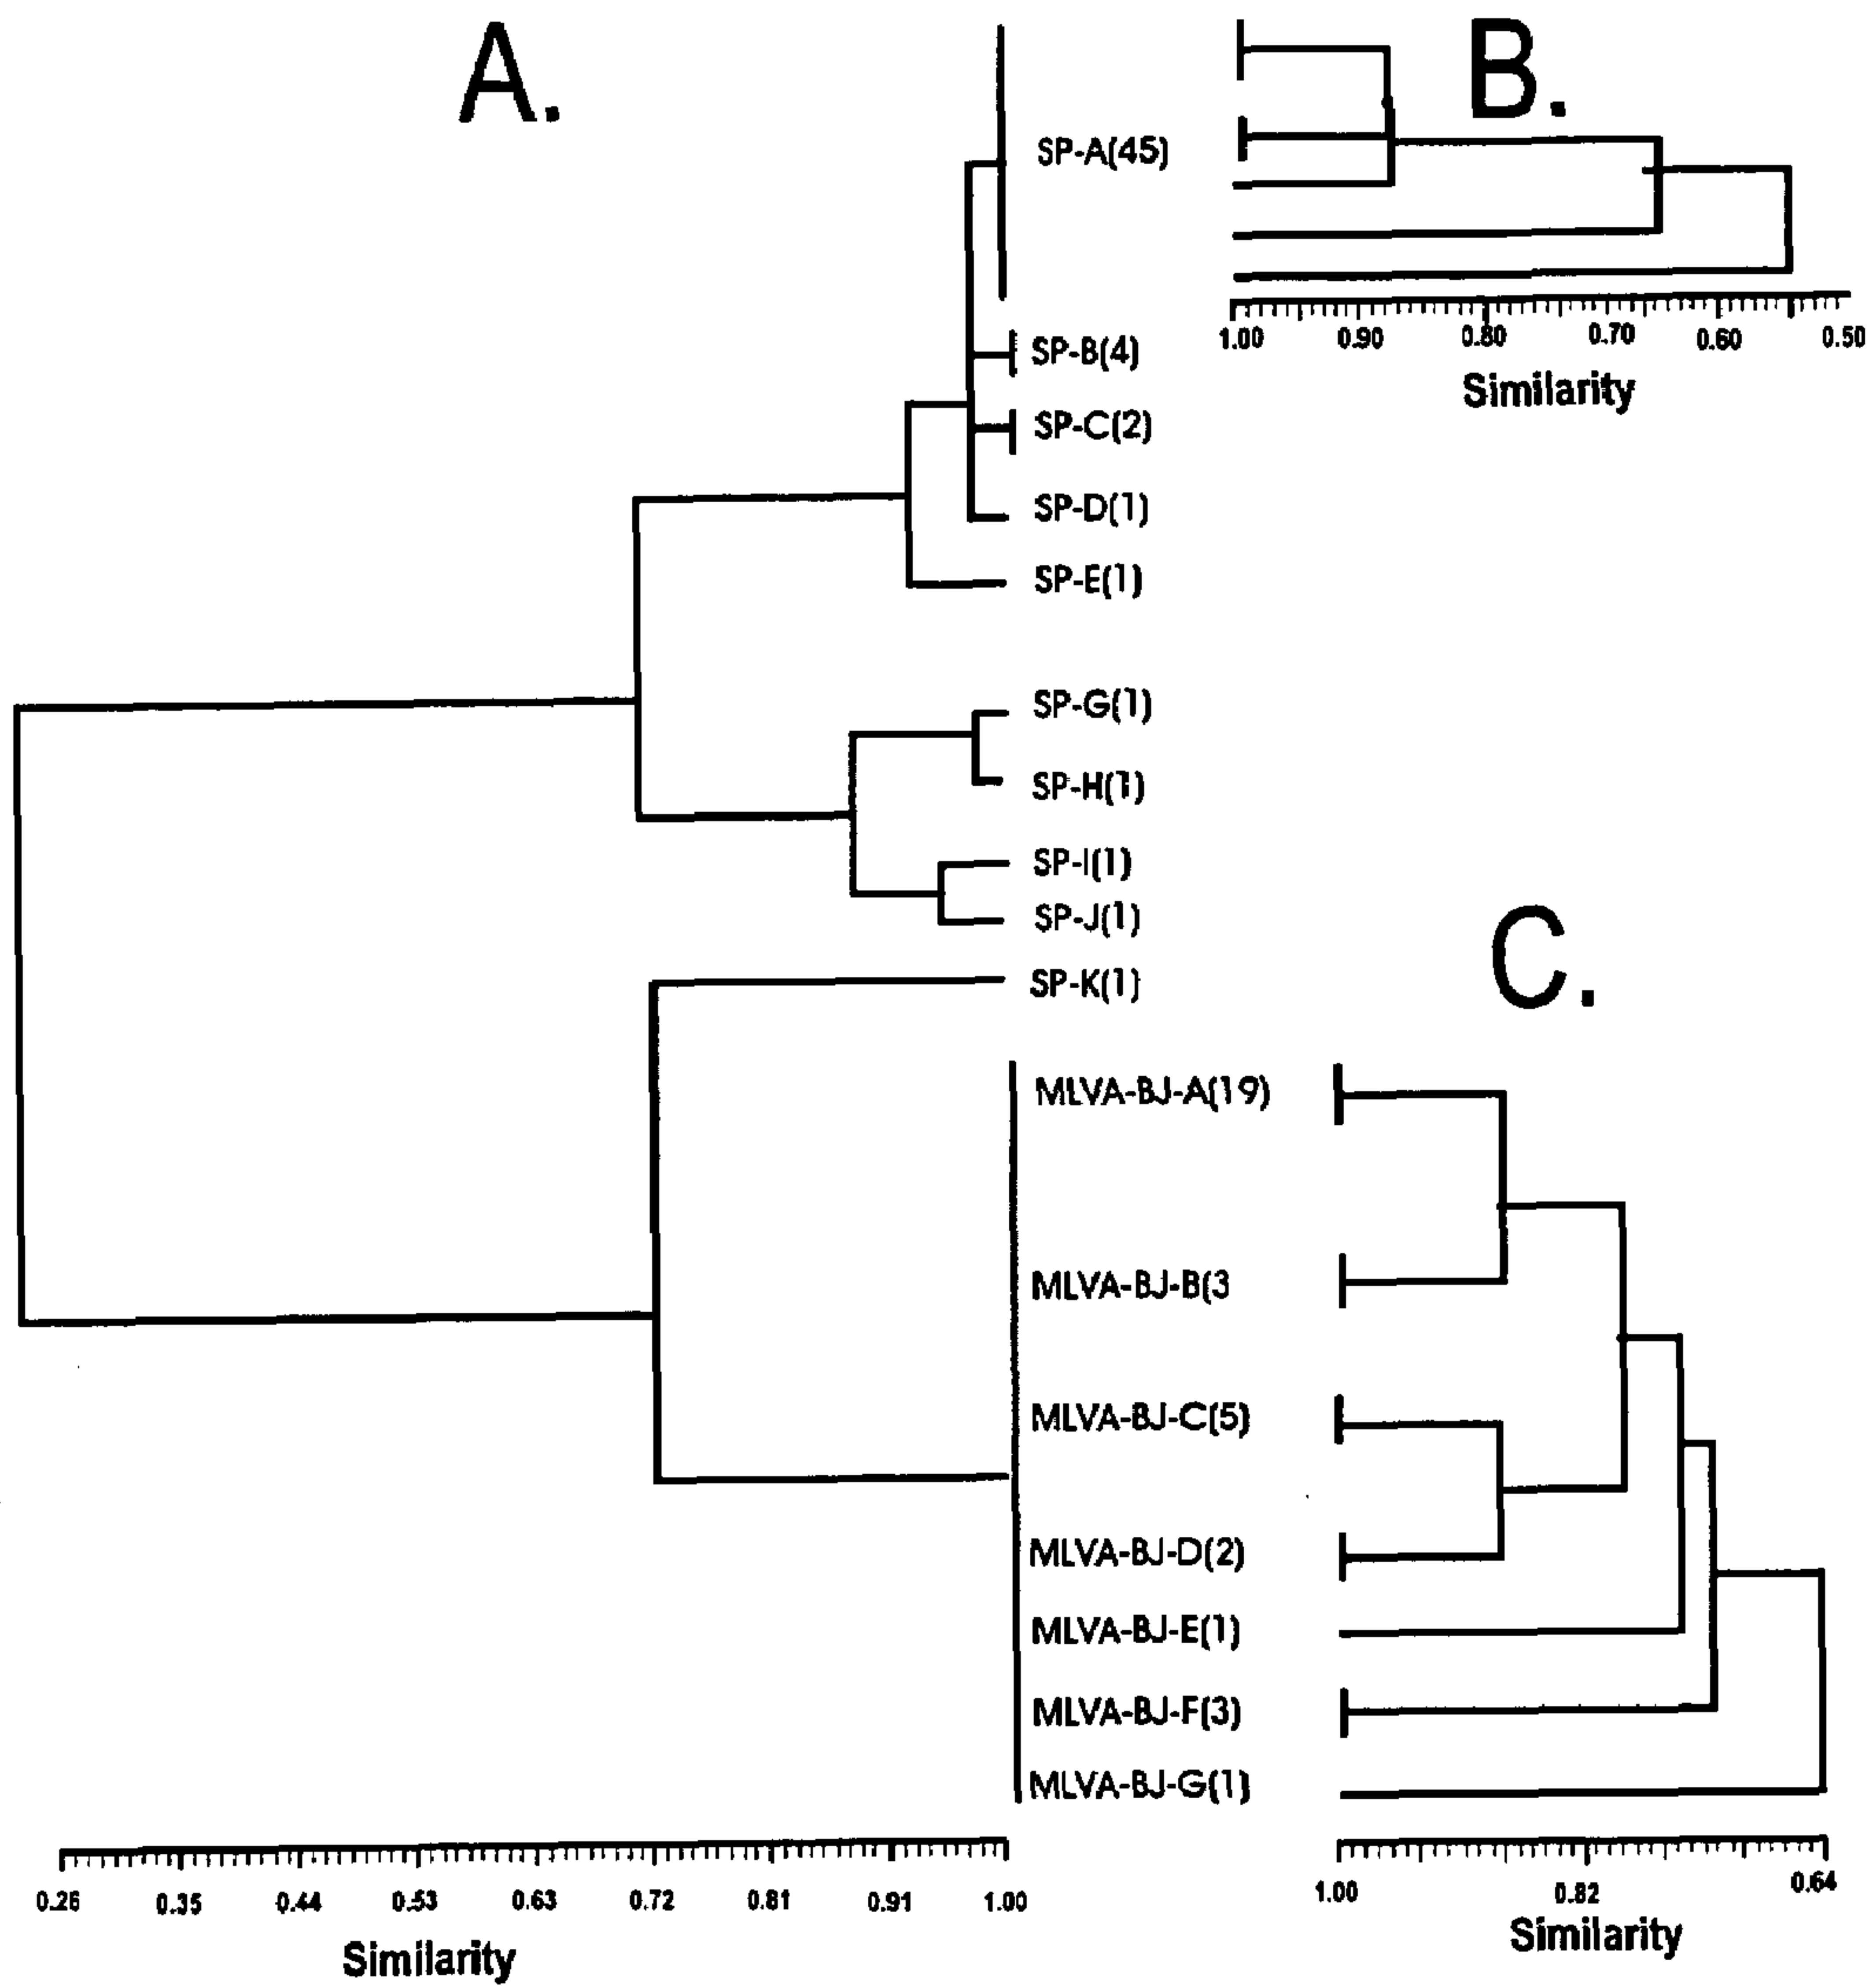 A.
B.
SP-A(45)
SP-B(4)
SP-C(2)
SP-D(1)
SP-E(1)
1.00 0.90 0.80 0.70 0.60 0.50
Similarity
SP-G(1)
SP-H(1)
SP-I(1)
SP-J(1)
SP-K(1)
C.
MLVA-BJ-A(19)
MLVA-BJ-B(3
MLVA-BJ-C(5)
MLVA-BJ-D(2)
MLVA-BJ-E(1)
MLVA-BJ-F(3)
MLVA-BJ-G(1)
0.26 0.35 0.44 0.53 0.63 0.72 0.81 0.91 1.00
Similarity
1.00 0.82 0.64
Similarity